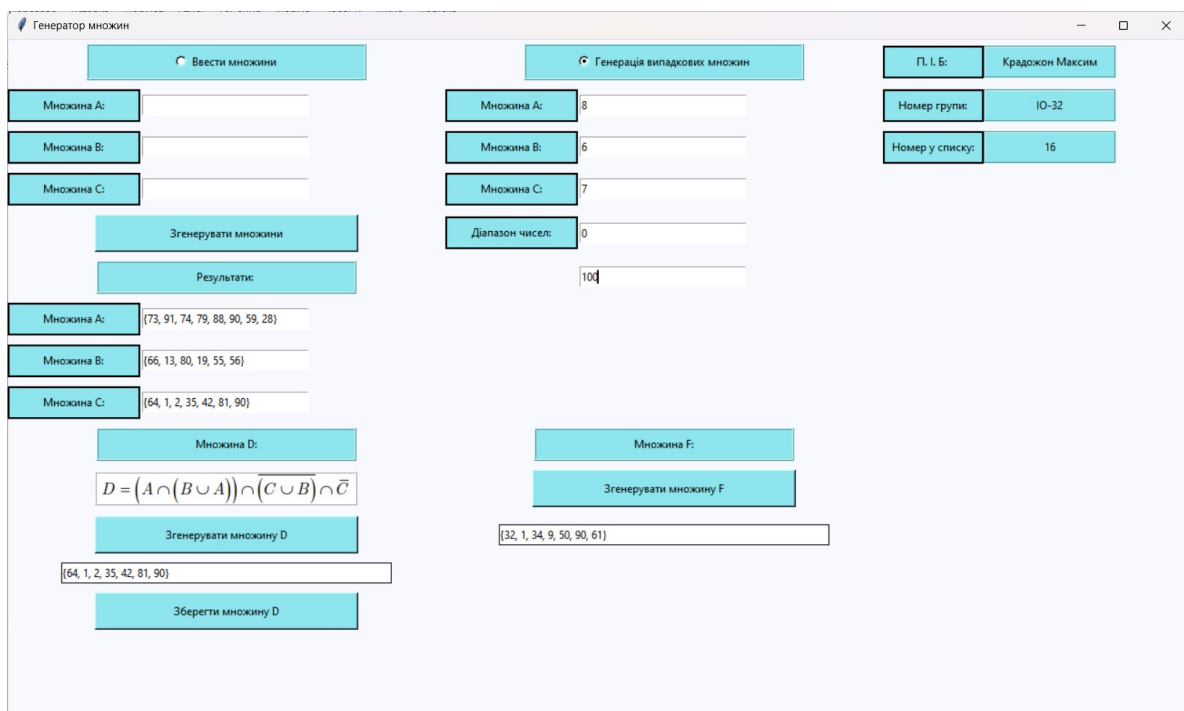 Генератор множин
Ввести множини
Генерація випадкових множин
П. І. Б:
Крадожон Максим
Множина A:
Множина A:
8
Номер групи:
ІО-32
Множина B:
Множина B:
6
Номер у списку:
16
Множина C:
Множина C:
7
Згенерувати множини
Діапазон чисел:
0
Результати:
100
Множина A:
{73, 91, 74, 79, 88, 90, 59, 28}
Множина B:
{66, 13, 80, 19, 55, 56}
Множина C:
{64, 1, 2, 35, 42, 81, 90}
Множина D:
Множина F:
D = (A ∩ (B ∪ A)) ∩ \overline{(C ∪ B)} ∩ \overline{C}
Згенерувати множину F
Згенерувати множину D
{32, 1, 34, 9, 50, 90, 61}
{64, 1, 2, 35, 42, 81, 90}
Зберегти множину D